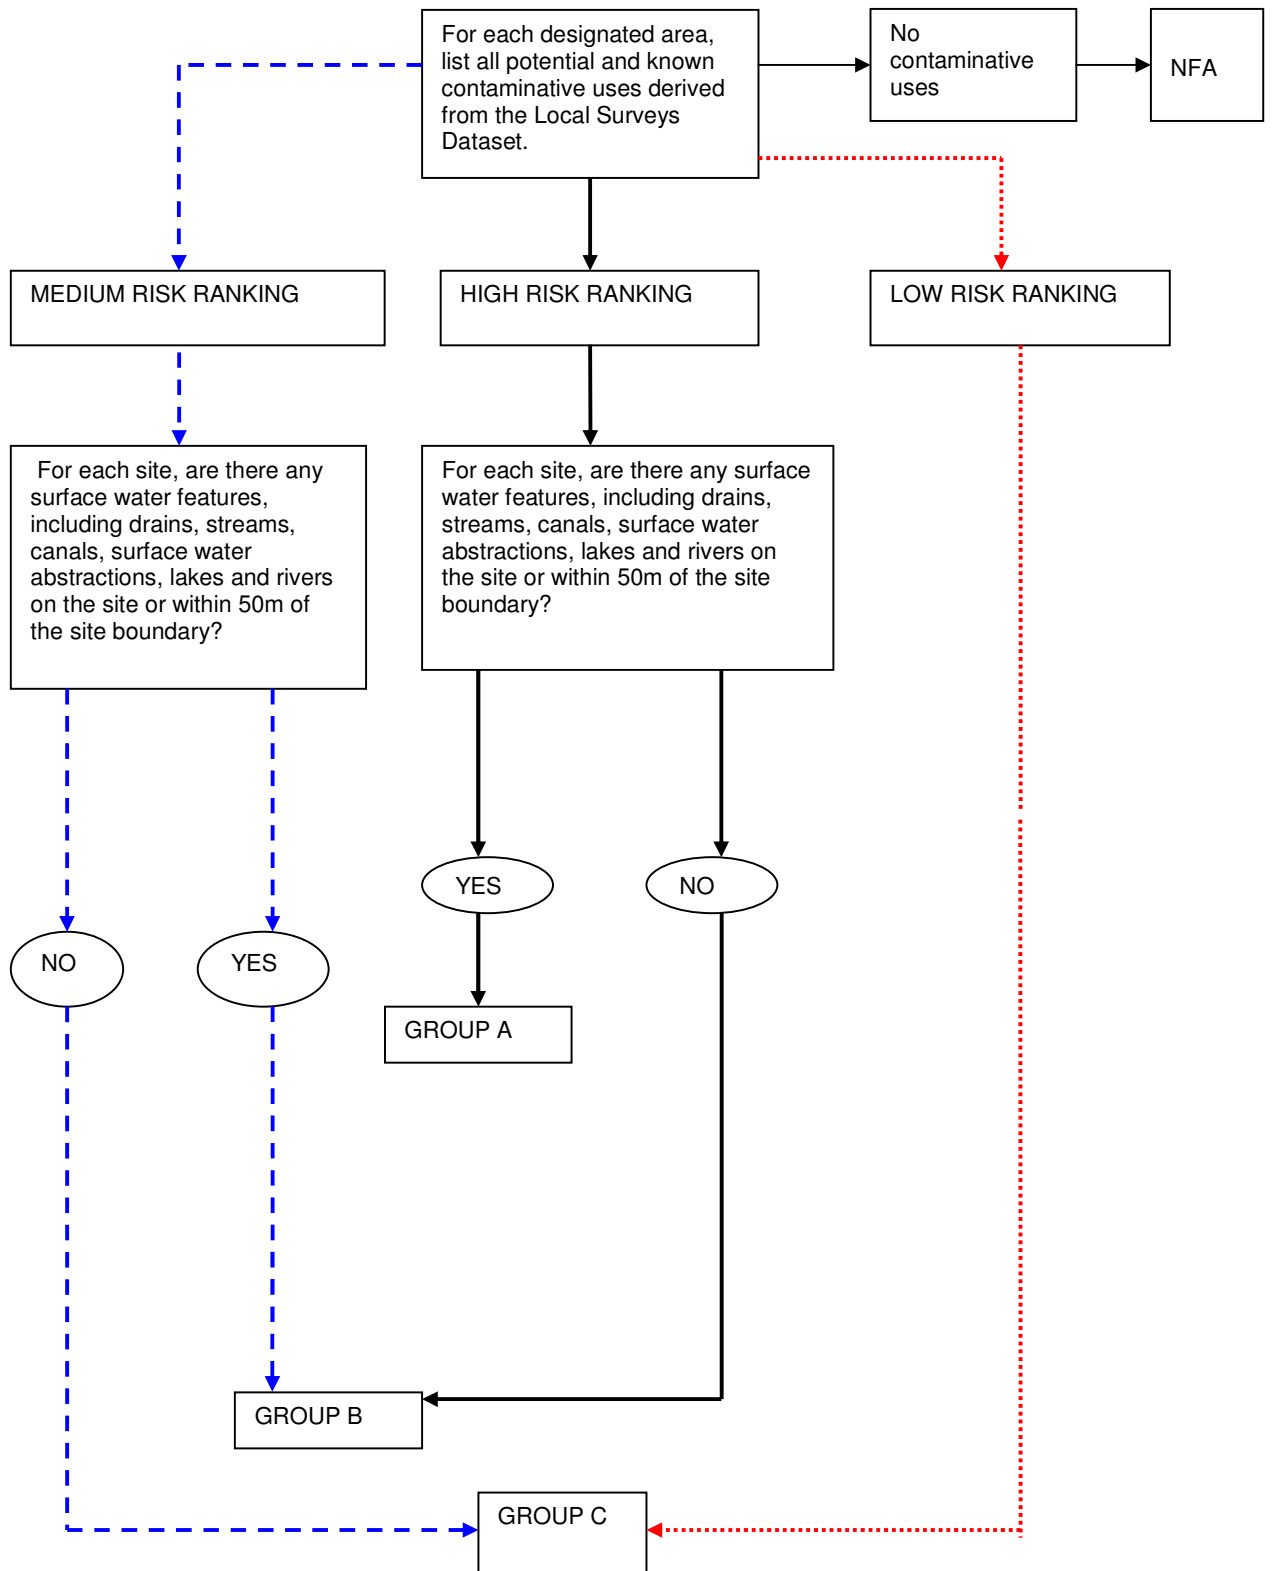 For each designated area,
list all potential and known
contaminative uses derived
from the Local Surveys
Dataset.
No
contaminative
uses
NFA
MEDIUM RISK RANKING
HIGH RISK RANKING
LOW RISK RANKING
For each site, are there any
surface water features,
including drains, streams,
canals, surface water
abstractions, lakes and rivers
on the site or within 50m of
the site boundary?
For each site, are there any surface
water features, including drains,
streams, canals, surface water
abstractions, lakes and rivers on
the site or within 50m of the site
boundary?
YES
NO
NO
YES
GROUP A
GROUP B
GROUP C